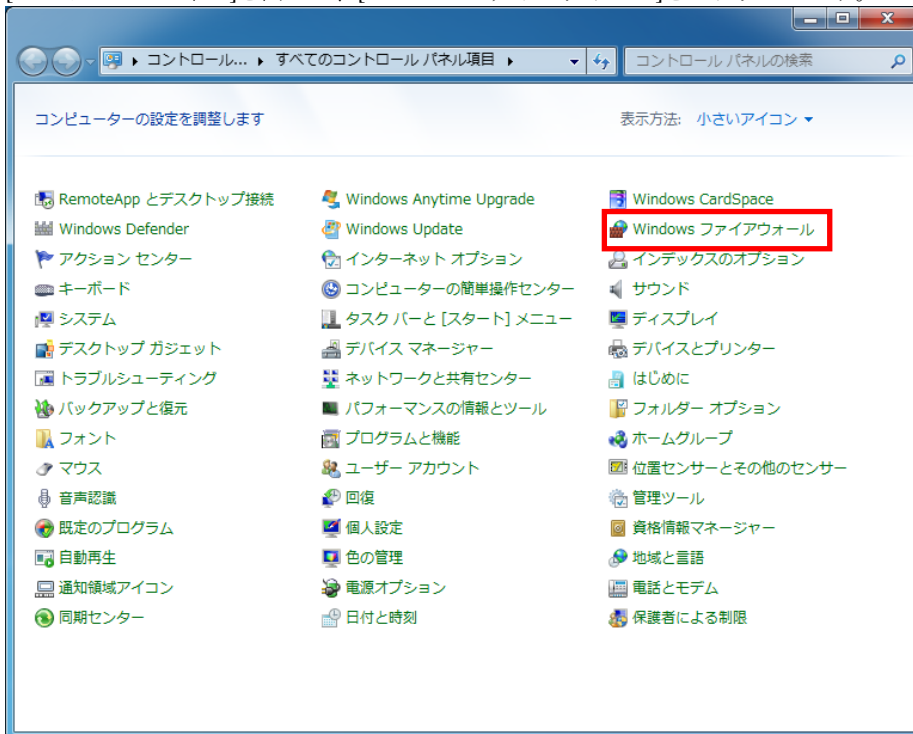 コントロール... ▸ すべてのコントロール パネル項目 ▸
コントロール パネルの検索
コンピューターの設定を調整します
表示方法: 小さいアイコン
RemoteApp とデスクトップ接続
Windows Anytime Upgrade
Windows CardSpace
Windows Defender
Windows Update
Windows ファイアウォール
アクション センター
インターネット オプション
インデックスのオプション
キーボード
コンピューターの簡単操作センター
サウンド
システム
タスク バーと [スタート] メニュー
ディスプレイ
デスクトップ ガジェット
デバイス マネージャー
デバイスとプリンター
トラブルシューティング
ネットワークと共有センター
はじめに
バックアップと復元
パフォーマンスの情報とツール
フォルダー オプション
フォント
プログラムと機能
ホームグループ
マウス
ユーザー アカウント
位置センサーとその他のセンサー
音声認識
回復
管理ツール
既定のプログラム
個人設定
資格情報マネージャー
自動再生
色の管理
地域と言語
通知領域アイコン
電源オプション
電話とモデム
同期センター
日付と時刻
保護者による制限